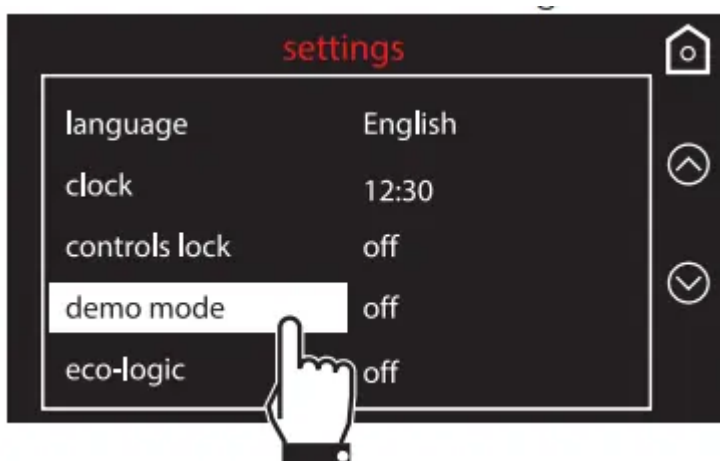 settings
language English
clock 12:30
controls lock off
demo mode off
eco-logic off